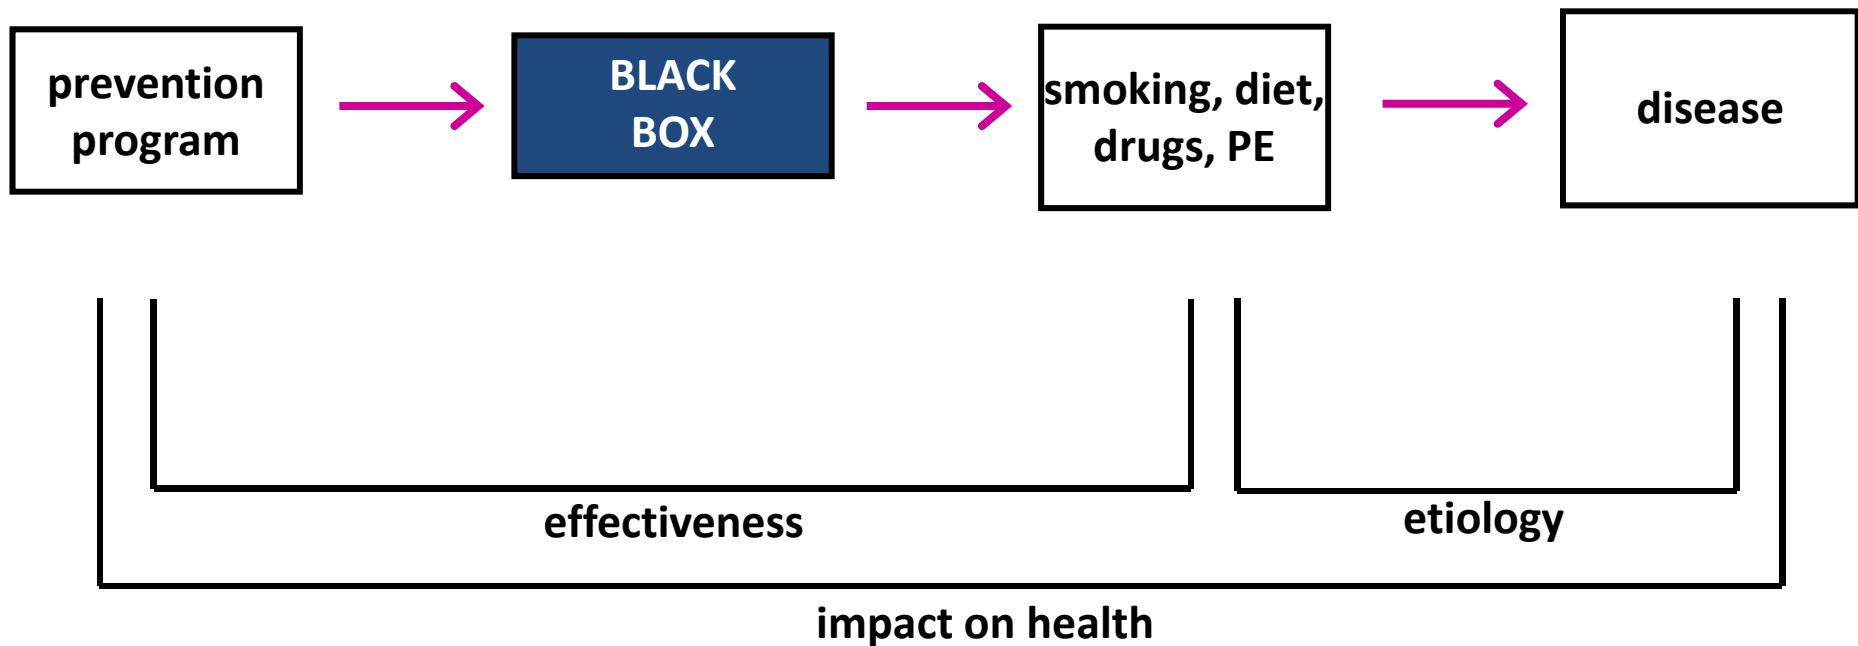 prevention
program
BLACK
BOX
smoking, diet,
drugs, PE
disease
effectiveness
etiology
impact on health